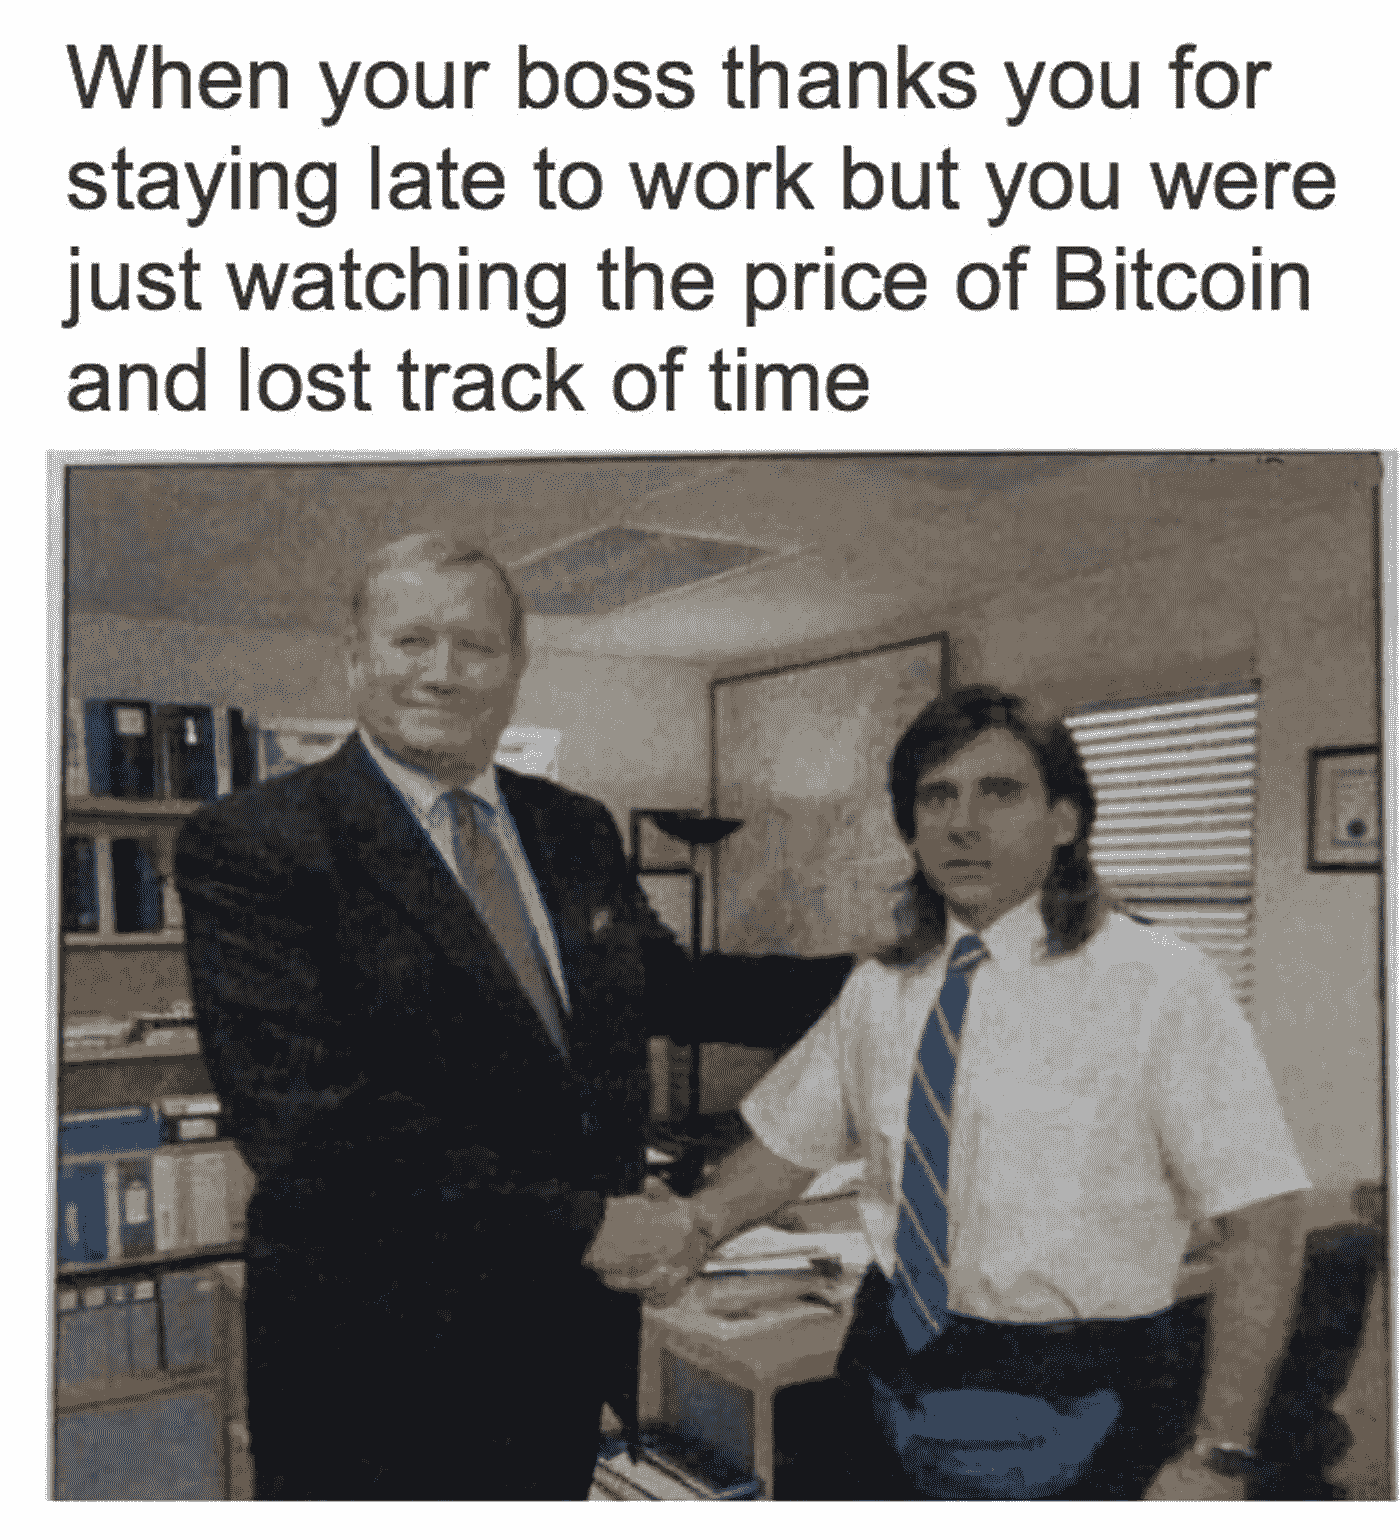 When your boss thanks you for
staying late to work but you were
just watching the price of Bitcoin
and lost track of time